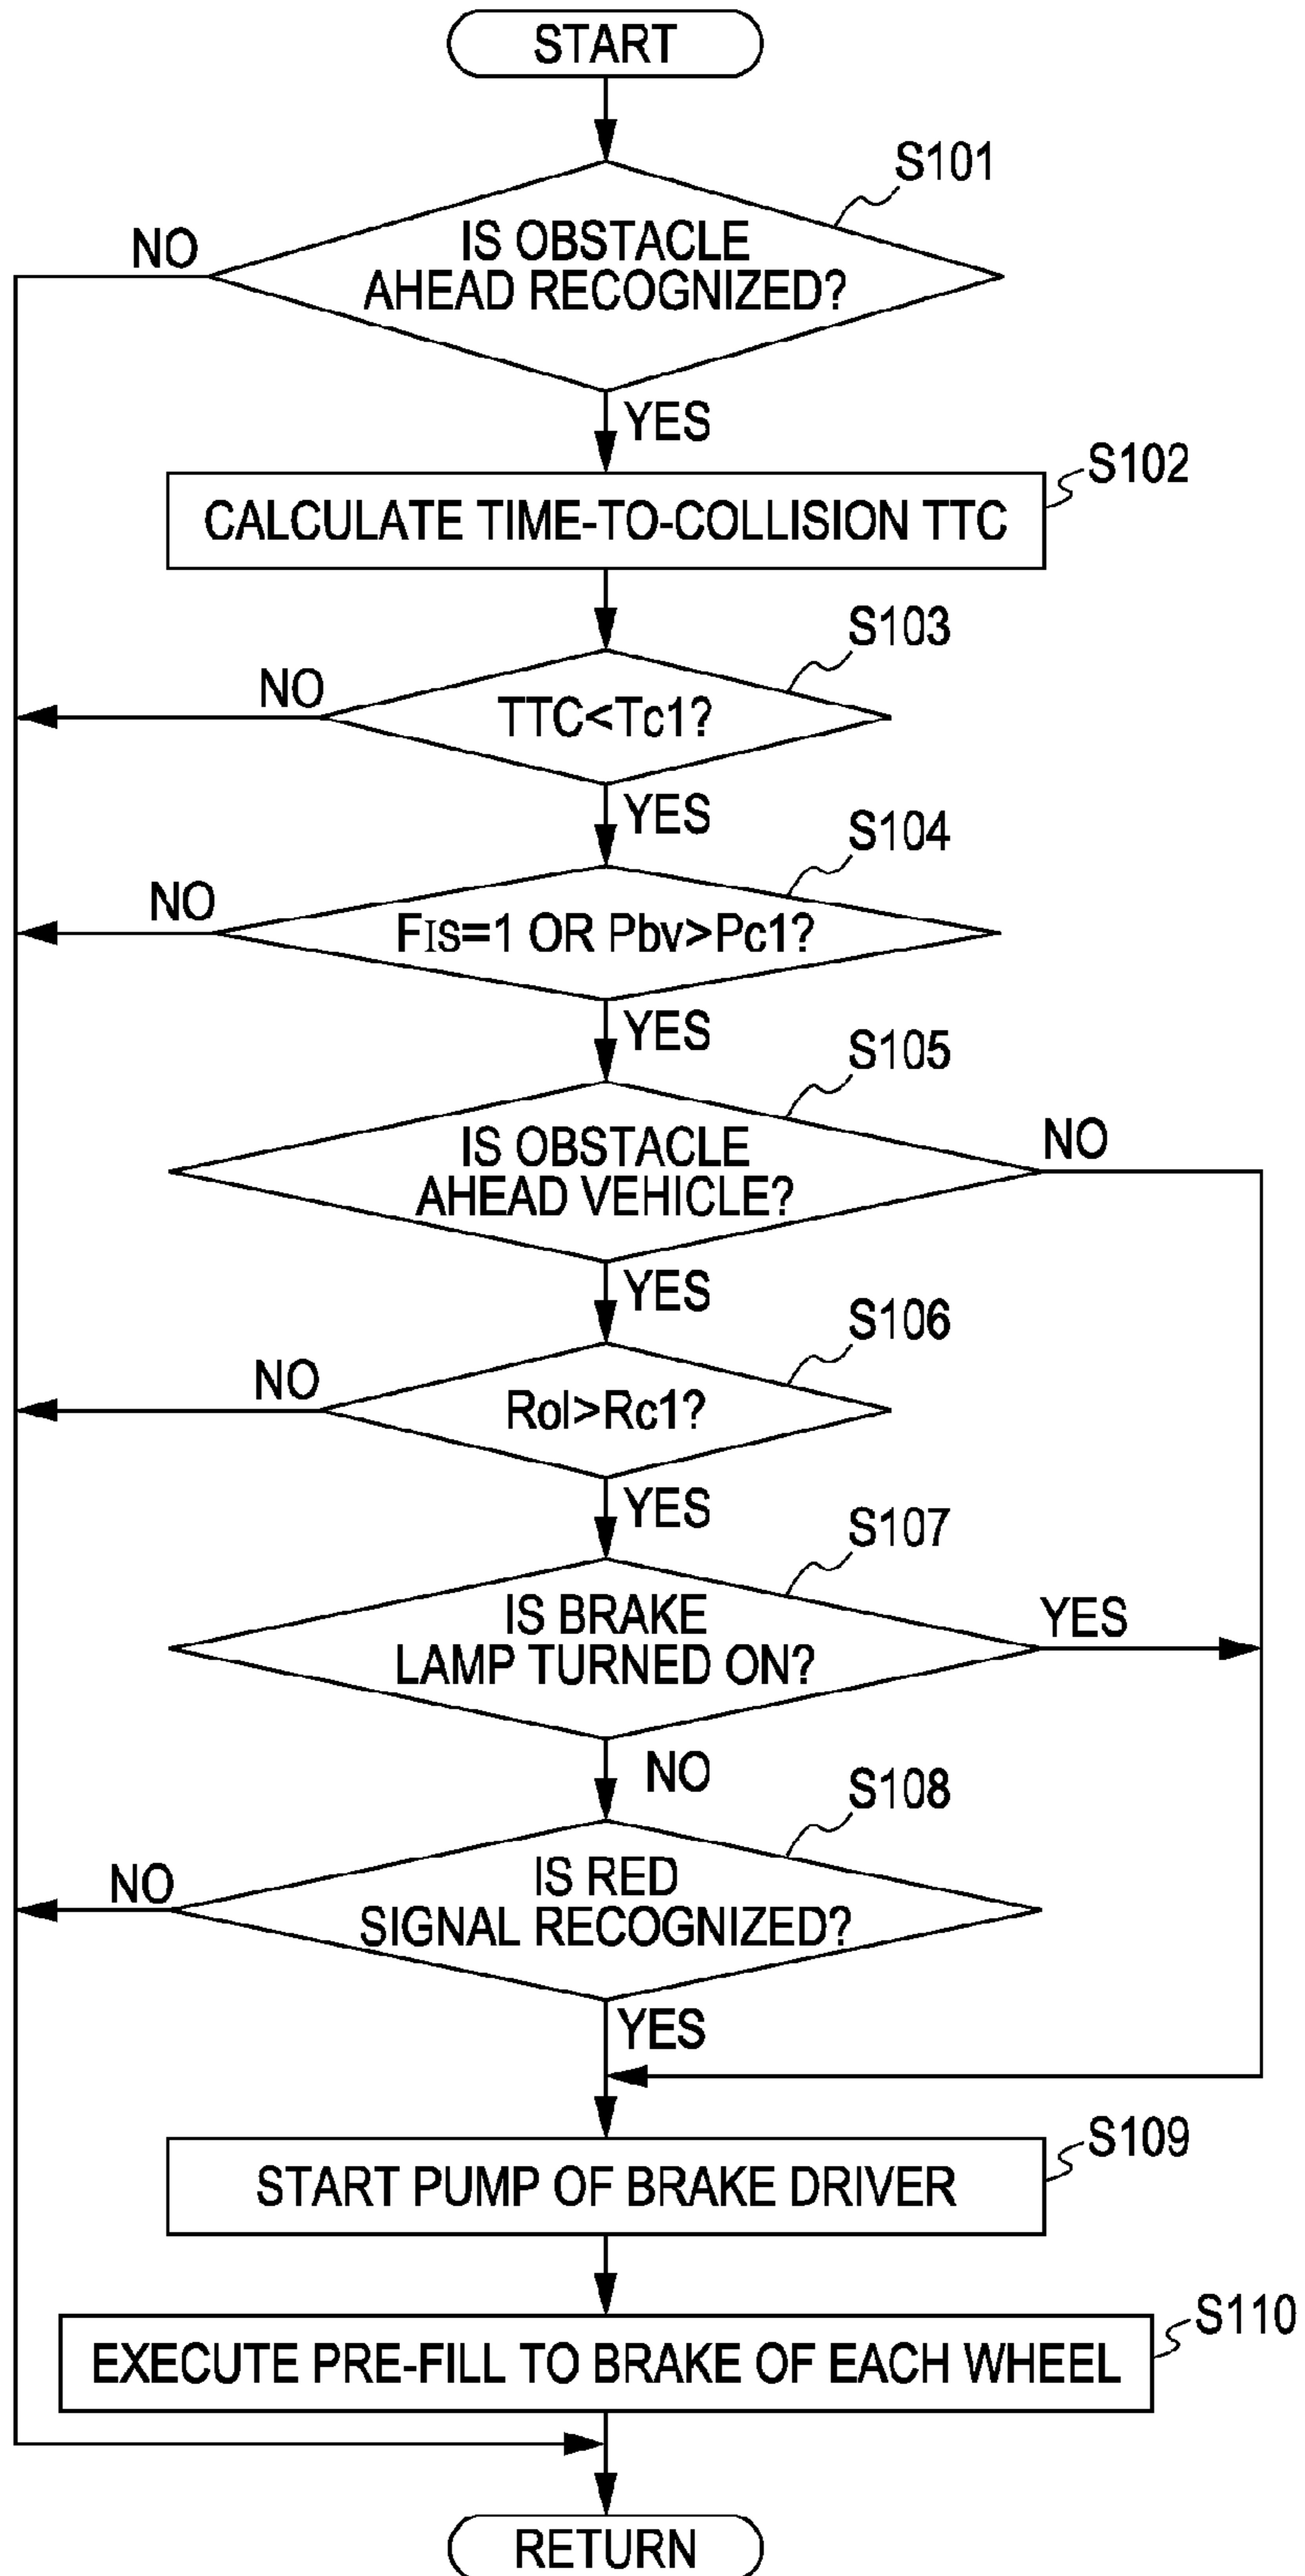 START
S101
NO
IS OBSTACLE
AHEAD RECOGNIZED?
YES
S102
CALCULATE TIME-TO-COLLISION TTC
S103
NO
TTC<Tc1?
YES
S104
NO
FIS=1 OR Pbv>Pc1?
YES
S105
NO
IS OBSTACLE
AHEAD VEHICLE?
YES
S106
NO
Rol>Rc1?
YES
S107
IS BRAKE
LAMP TURNED ON?
YES
NO
S108
NO
IS RED
SIGNAL RECOGNIZED?
YES
S109
START PUMP OF BRAKE DRIVER
S110
EXECUTE PRE-FILL TO BRAKE OF EACH WHEEL
RETURN